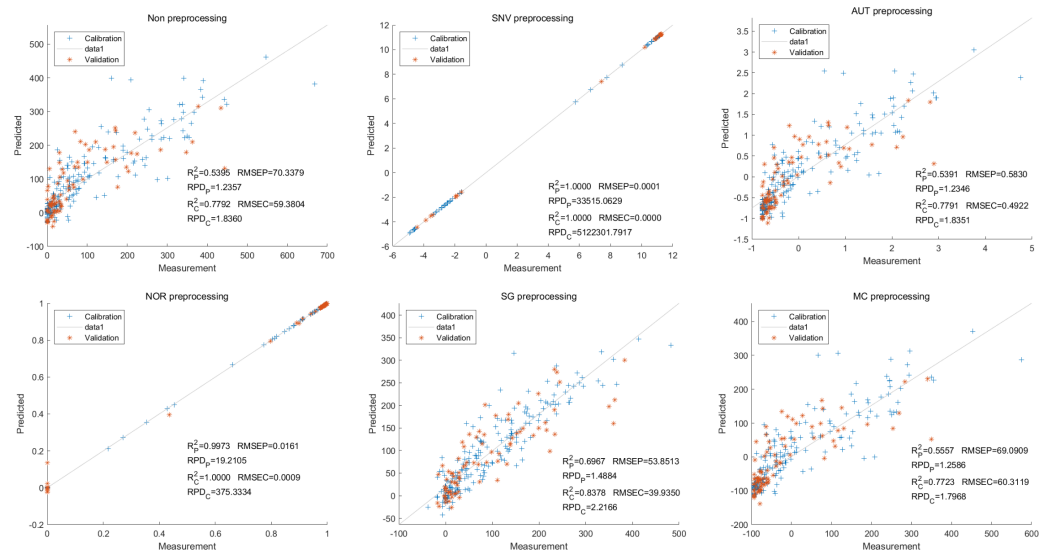 Non preprocessing
Calibration
data1
Validation
Predicted
500
400
300
200
100
0
-100
0 100 200 300 400 500 600 700
Measurement
R²P=0.5395 RMSEP=70.3379
RPDP=1.2357
R²C=0.7792 RMSEC=59.3804
RPDC=1.8360
SNV preprocessing
Calibration
data1
Validation
Predicted
12
10
8
6
4
2
0
-2
-4
-6
-6 -4 -2 0 2 4 6 8 10 12
Measurement
R²P=1.0000 RMSEP=0.0001
RPDP=33515.0629
R²C=1.0000 RMSEC=0.0000
RPDC=5122301.7917
AUT preprocessing
Calibration
data1
Validation
Predicted
3.5
3
2.5
2
1.5
1
0.5
0
-0.5
-1
-1.5
-1 0 1 2 3 4 5
Measurement
R²P=0.5391 RMSEP=0.5830
RPDP=1.2346
R²C=0.7791 RMSEC=0.4922
RPDC=1.8351
NOR preprocessing
Calibration
data1
Validation
Predicted
1
0.8
0.6
0.4
0.2
0
-0.2
0 0.2 0.4 0.6 0.8 1
Measurement
R²P=0.9973 RMSEP=0.0161
RPDP=19.2105
R²C=1.0000 RMSEC=0.0009
RPDC=375.3334
SG preprocessing
Calibration
data1
Validation
Predicted
400
350
300
250
200
150
100
50
0
-50
-100 0 100 200 300 400 500
Measurement
R²P=0.6967 RMSEP=53.8513
RPDP=1.4884
R²C=0.8378 RMSEC=39.9350
RPDC=2.2166
MC preprocessing
Calibration
data1
Validation
Predicted
400
300
200
100
0
-100
-200
-100 0 100 200 300 400 500 600
Measurement
R²P=0.5557 RMSEP=69.0909
RPDP=1.2586
R²C=0.7723 RMSEC=60.3119
RPDC=1.7968